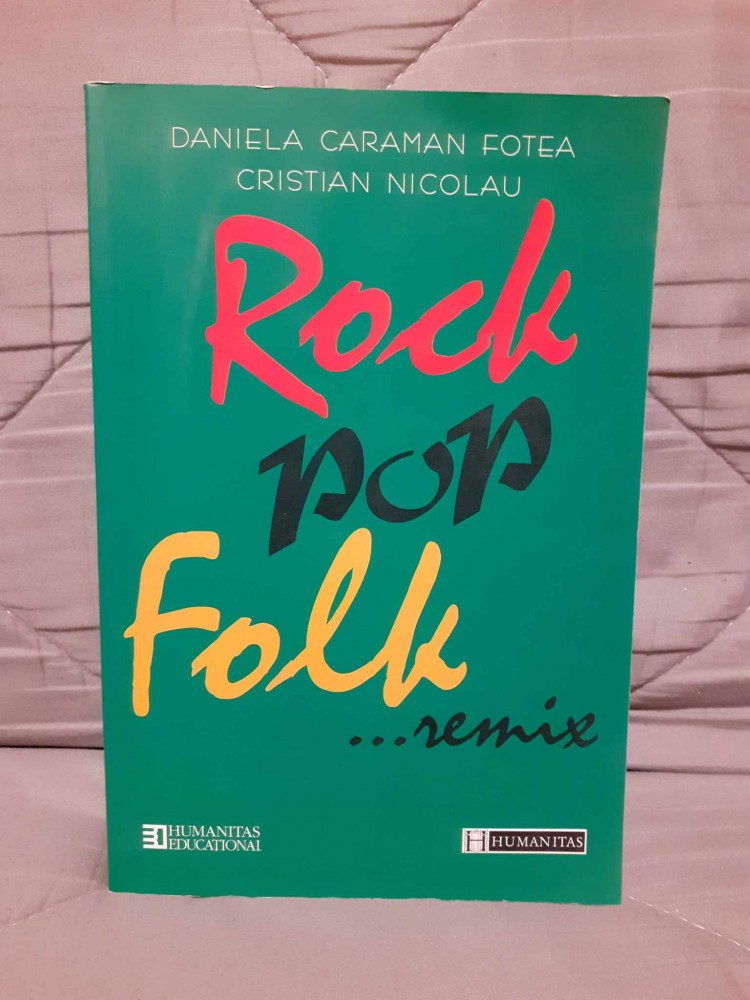 DANIELA CARAMAN FOTEA
CRISTIAN NICOLAU
Rock
pop
Folk
...remix
HUMANITAS
EDUCATIONAL
HUMANITAS